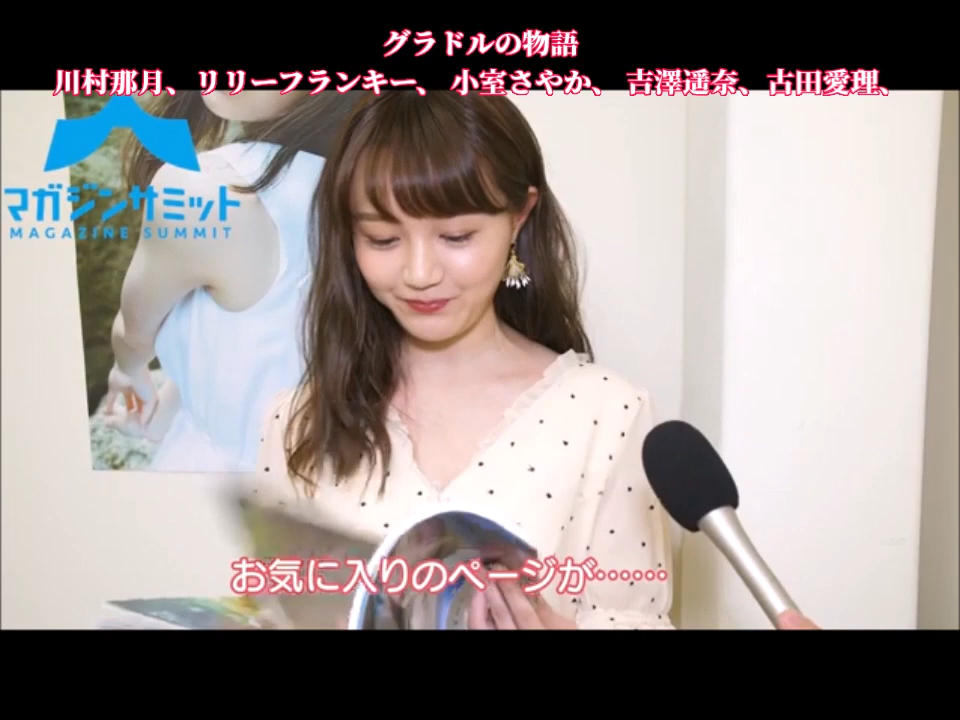 グラドルの物語
川村那月、リリーフランキー、 小室さやか、 吉澤遥奈、古田愛理、
マガジンサミット
MAGAZINE SUMMIT
お気に入りのページが……